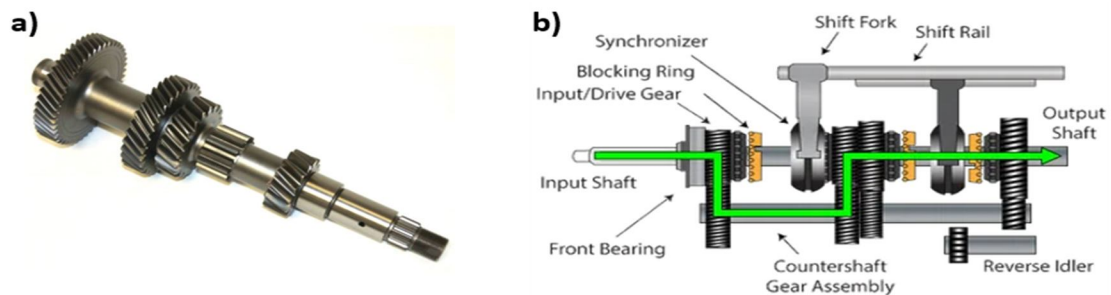 a)
b)
Shift Fork
Shift Rail
Synchronizer
Blocking Ring
Input/Drive Gear
Output
Shaft
Input Shaft
Front Bearing
Countershaft
Gear Assembly
Reverse Idler